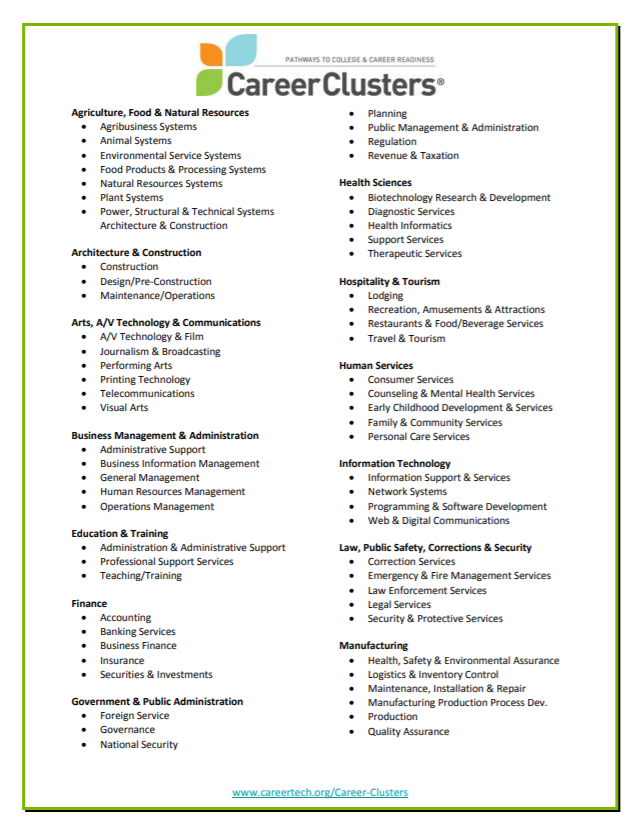 PATHWAYS TO COLLEGE & CAREER READINESS
CareerClusters®
Agriculture, Food & Natural Resources
• Agribusiness Systems
• Animal Systems
• Environmental Service Systems
• Food Products & Processing Systems
• Natural Resources Systems
• Plant Systems
• Power, Structural & Technical Systems
Architecture & Construction
Architecture & Construction
• Construction
• Design/Pre-Construction
• Maintenance/Operations
Arts, A/V Technology & Communications
• A/V Technology & Film
• Journalism & Broadcasting
• Performing Arts
• Printing Technology
• Telecommunications
• Visual Arts
Business Management & Administration
• Administrative Support
• Business Information Management
• General Management
• Human Resources Management
• Operations Management
Education & Training
• Administration & Administrative Support
• Professional Support Services
• Teaching/Training
Finance
• Accounting
• Banking Services
• Business Finance
• Insurance
• Securities & Investments
Government & Public Administration
• Foreign Service
• Governance
• National Security
• Planning
• Public Management & Administration
• Regulation
• Revenue & Taxation
Health Sciences
• Biotechnology Research & Development
• Diagnostic Services
• Health Informatics
• Support Services
• Therapeutic Services
Hospitality & Tourism
• Lodging
• Recreation, Amusements & Attractions
• Restaurants & Food/Beverage Services
• Travel & Tourism
Human Services
• Consumer Services
• Counseling & Mental Health Services
• Early Childhood Development & Services
• Family & Community Services
• Personal Care Services
Information Technology
• Information Support & Services
• Network Systems
• Programming & Software Development
• Web & Digital Communications
Law, Public Safety, Corrections & Security
• Correction Services
• Emergency & Fire Management Services
• Law Enforcement Services
• Legal Services
• Security & Protective Services
Manufacturing
• Health, Safety & Environmental Assurance
• Logistics & Inventory Control
• Maintenance, Installation & Repair
• Manufacturing Production Process Dev.
• Production
• Quality Assurance
www.careertech.org/Career-Clusters